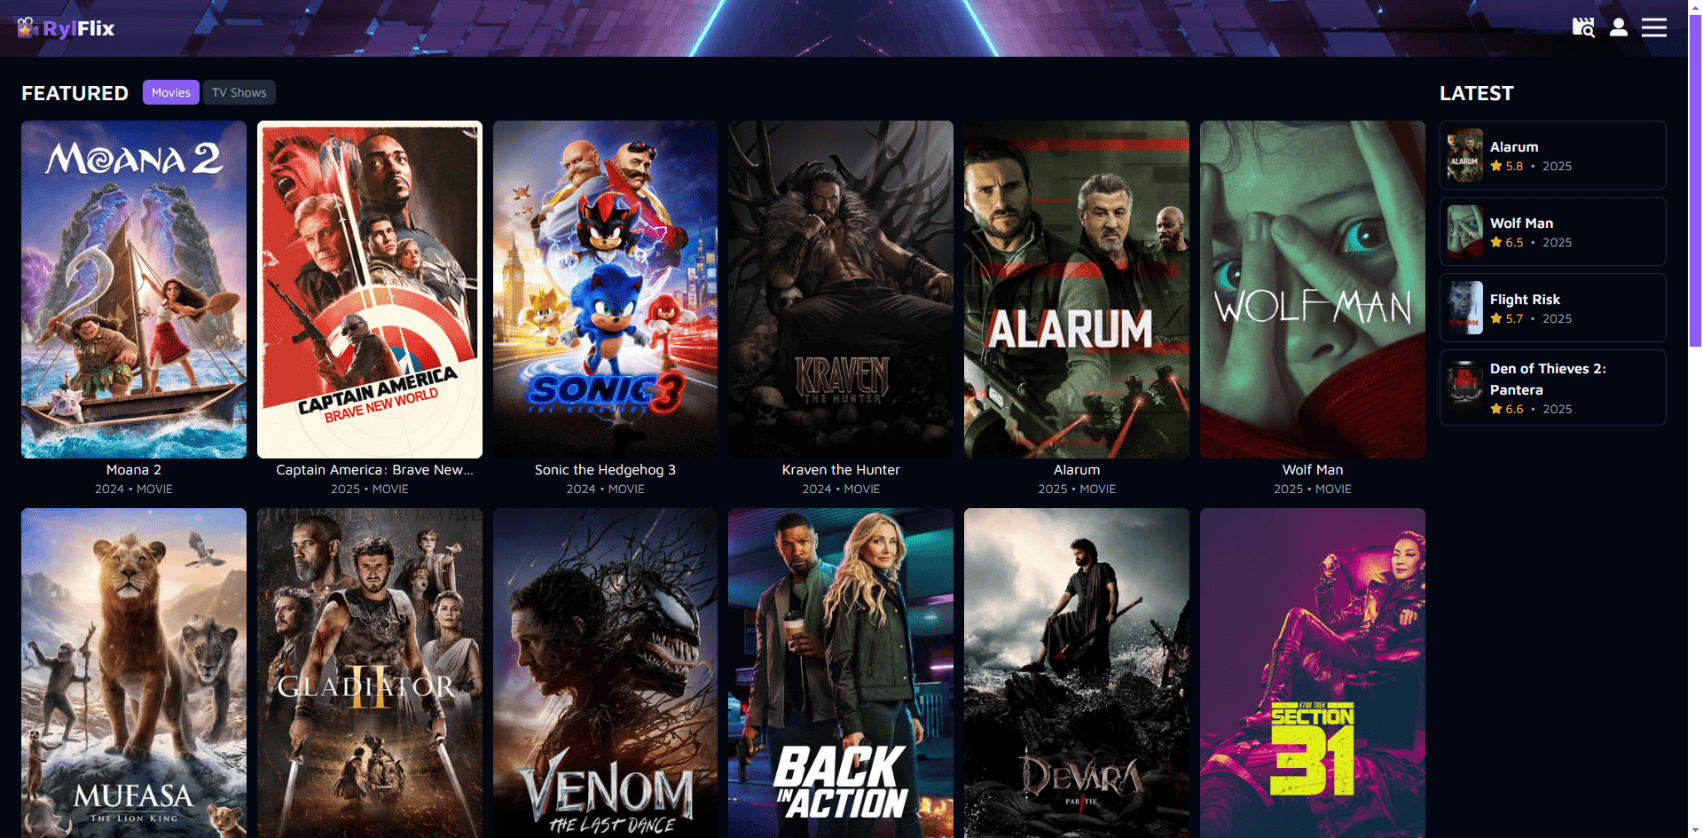 RylFlix
FEATURED
Movies
TV Shows
LATEST
MOANA 2
CAPTAIN AMERICA
BRAVE NEW WORLD
SONIC 3
THE HEDGEHOG
KRAVEN
THE HUNTER
ALARUM
WOLF MAN
Moana 2
2024 • MOVIE
Captain America: Brave New...
2025 • MOVIE
Sonic the Hedgehog 3
2024 • MOVIE
Kraven the Hunter
2024 • MOVIE
Alarum
2025 • MOVIE
Wolf Man
2025 • MOVIE
MUFASA
THE LION KING
GLADIATOR
II
VENOM
THE LAST DANCE
BACK
IN ACTION
DEVARA
STAR TREK
SECTION
31
ALARUM
Alarum
5.8 • 2025
Wolf Man
6.5 • 2025
Flight Risk
5.7 • 2025
Den of Thieves 2:
Pantera
6.6 • 2025